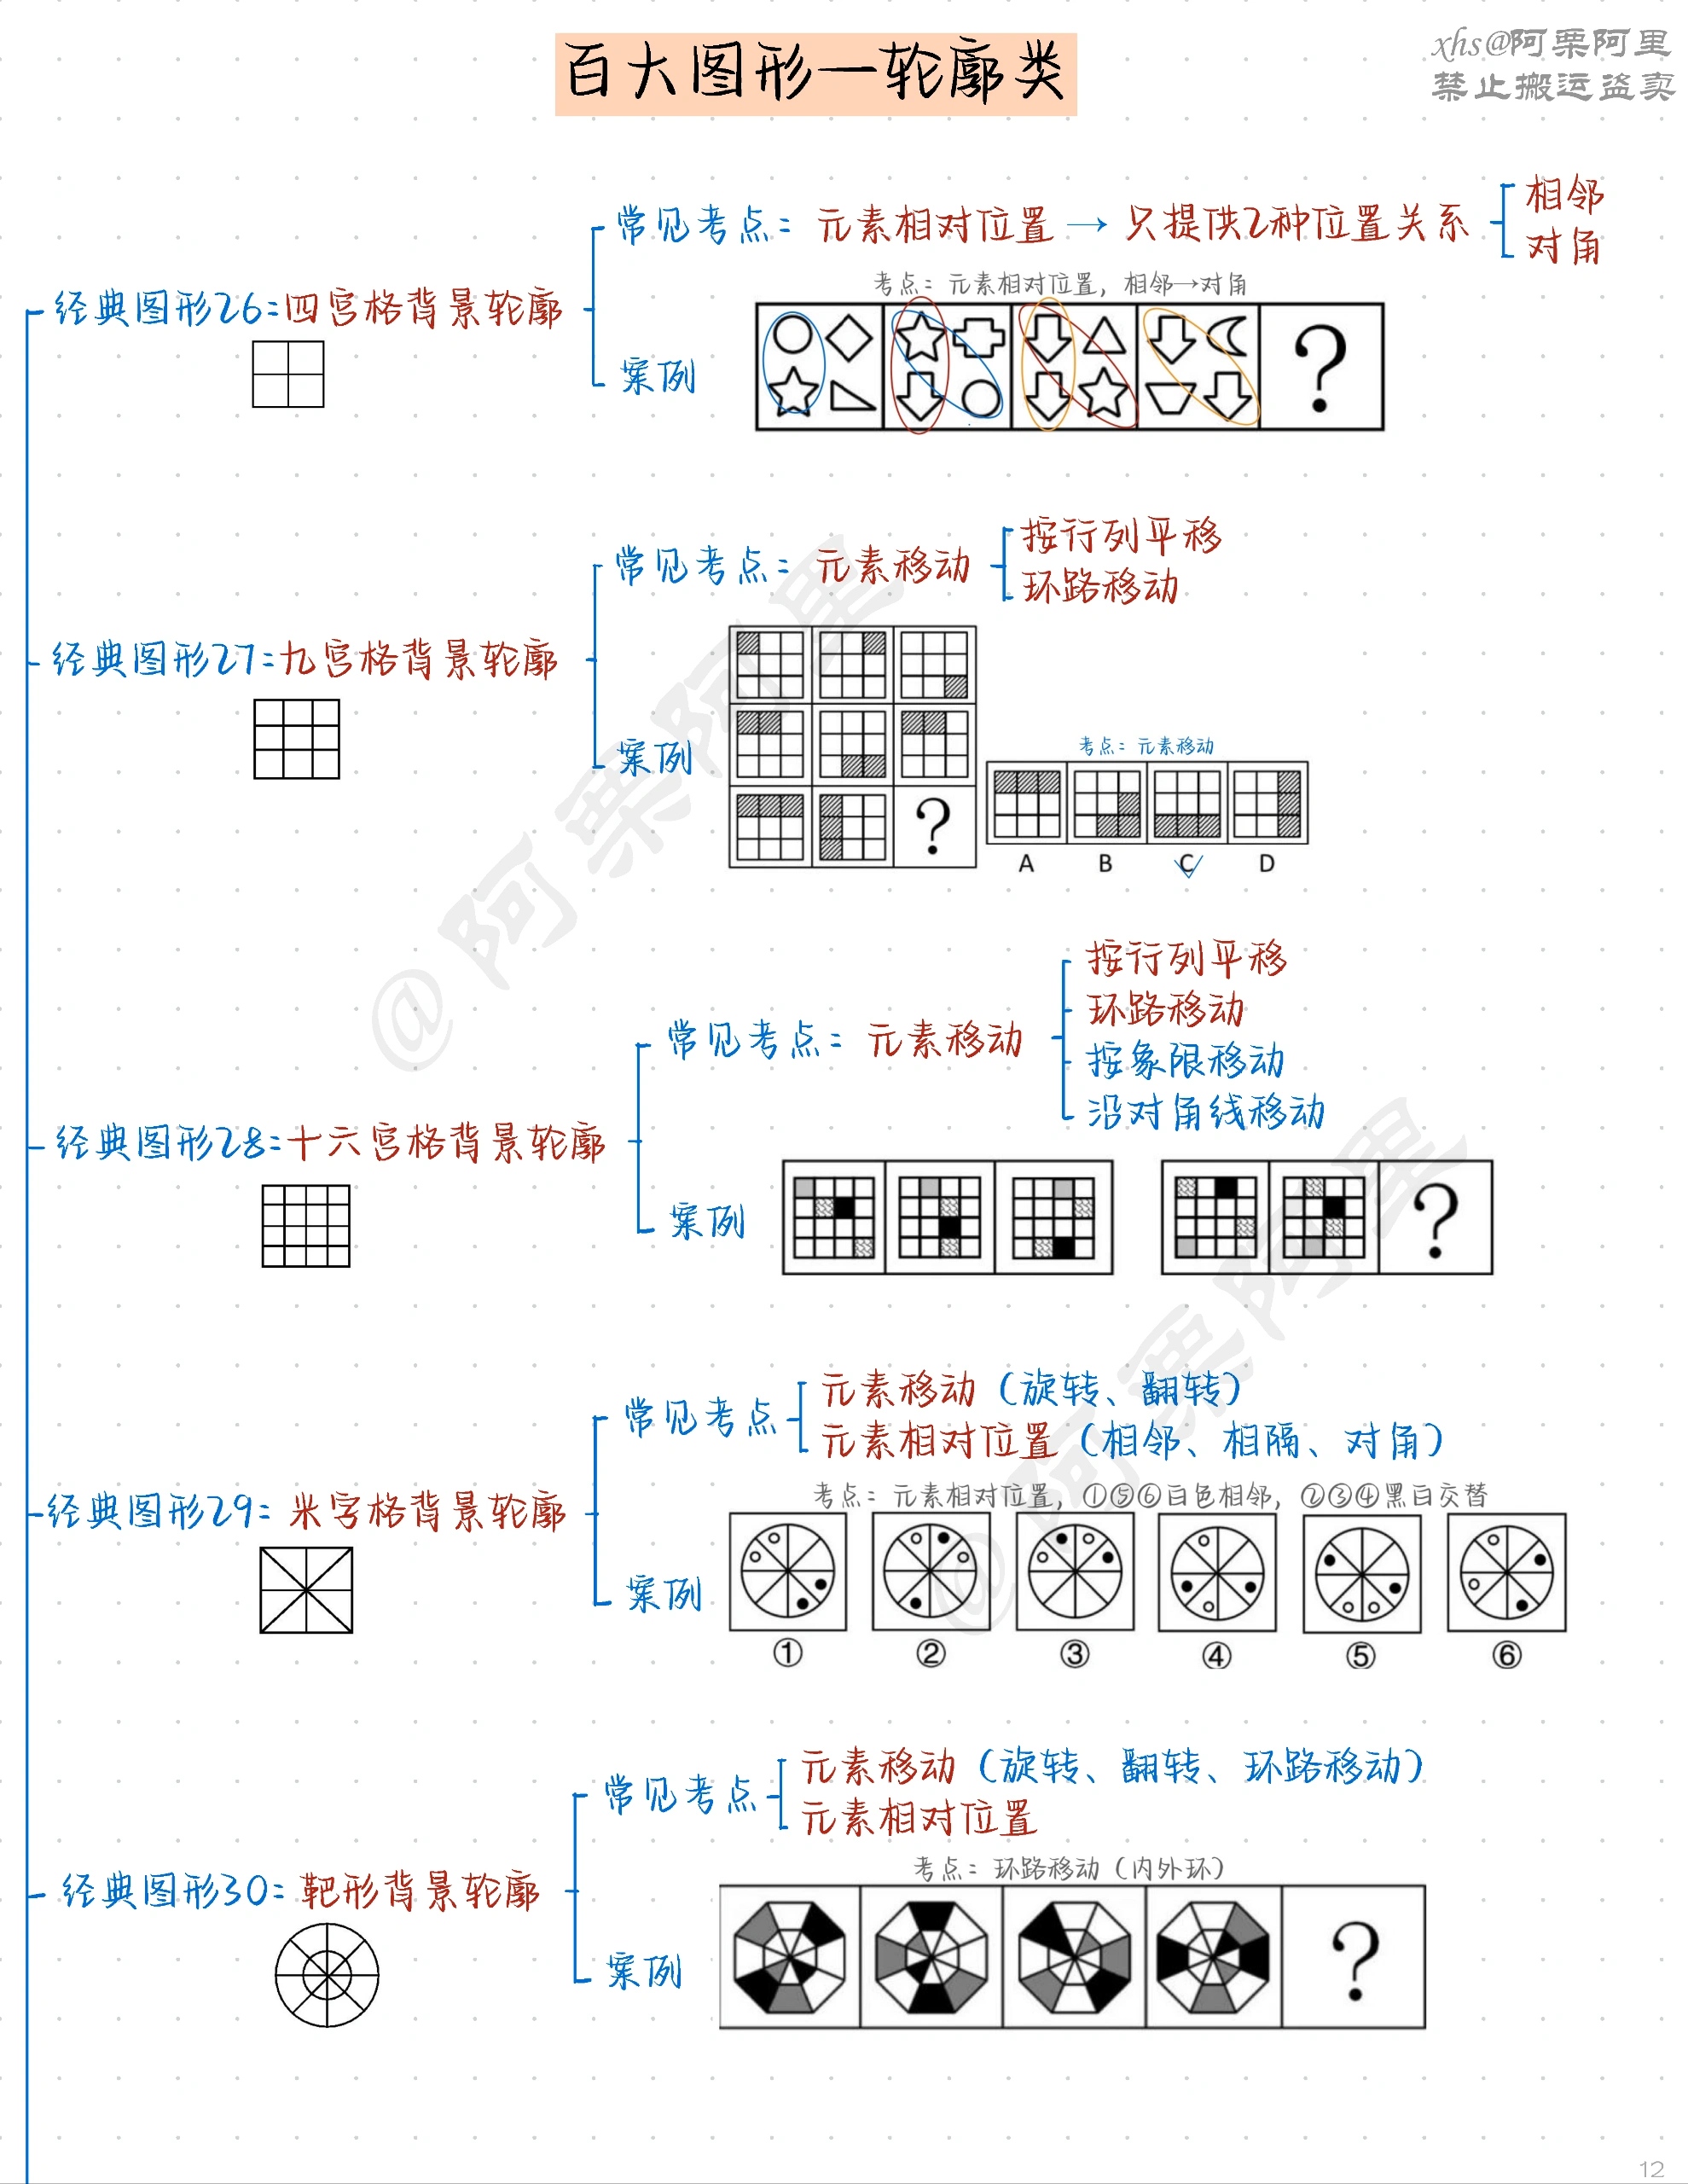 百大图形—轮廓类
xhs@阿栗阿里
禁止搬运盗卖
经典图形26:四宫格背景轮廓
常见考点：元素相对位置→只提供2种位置关系
相邻
对角
考点：元素相对位置，相邻→对角
案例
?
经典图形27:九宫格背景轮廓
常见考点：元素移动
按行列平移
环路移动
案例
?
考点：元素移动
A B C D
经典图形28:十六宫格背景轮廓
常见考点：元素移动
按行列平移
环路移动
按象限移动
沿对角线移动
案例
?
经典图形29：米字格背景轮廓
常见考点
元素移动（旋转、翻转）
元素相对位置（相邻、相隔、对角）
考点：元素相对位置，①⑤⑥白色相邻，②③④黑白交替
案例
① ② ③ ④ ⑤ ⑥
经典图形30：靶形背景轮廓
常见考点
元素移动（旋转、翻转、环路移动）
元素相对位置
考点：环路移动（内外环）
案例
?
@阿栗阿里
@阿栗阿里
12